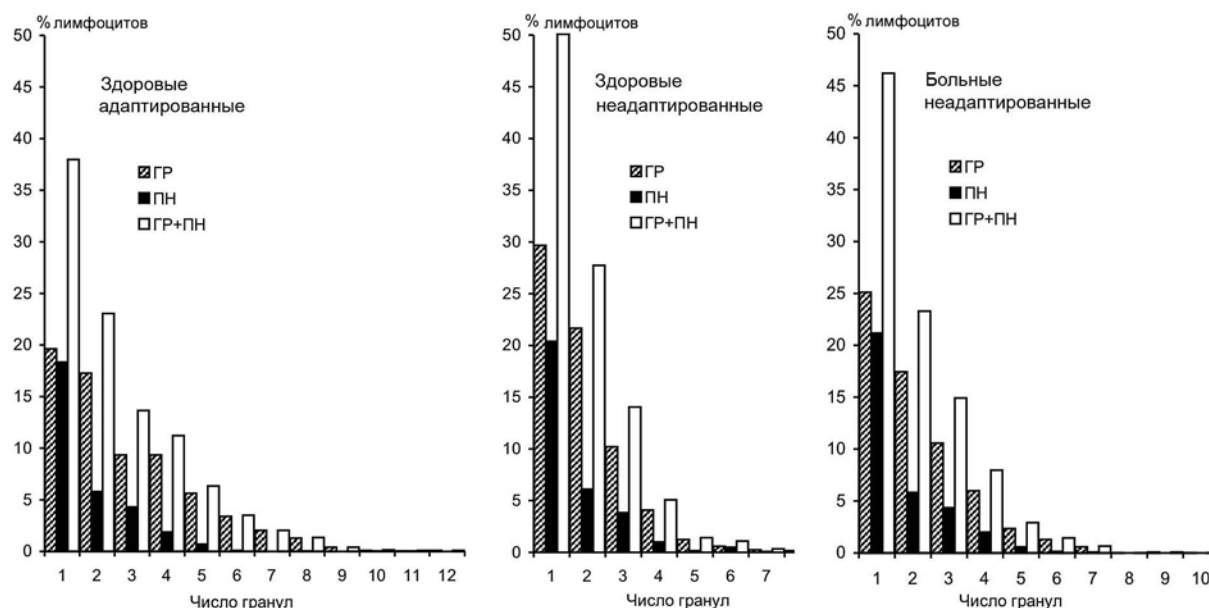 % лимфоцитов
50
45
40
35
30
25
20
15
10
5
0
Здоровые
адаптированные
ГР
ПН
ГР+ПН
1 2 3 4 5 6 7 8 9 10 11 12
Число гранул
% лимфоцитов
50
45
40
35
30
25
20
15
10
5
0
Здоровые
неадаптированные
ГР
ПН
ГР+ПН
1 2 3 4 5 6 7
Число гранул
% лимфоцитов
50
45
40
35
30
25
20
15
10
5
0
Больные
неадаптированные
ГР
ПН
ГР+ПН
1 2 3 4 5 6 7 8 9 10
Число гранул